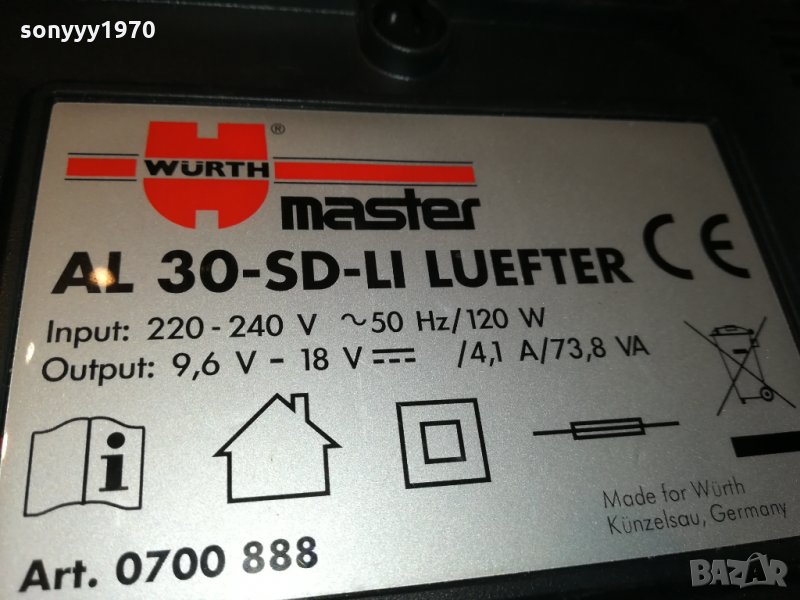 sonyyy1970
WÜRTH®
master
AL 30-SD-LI LUEFTER CE
Input: 220 - 240 V ~50 Hz/120 W
Output: 9,6 V - 18 V ⎓ /4,1 A/73,8 VA
i
Made for Würth
Künzelsau, Germany
Art. 0700 888
BAZAR